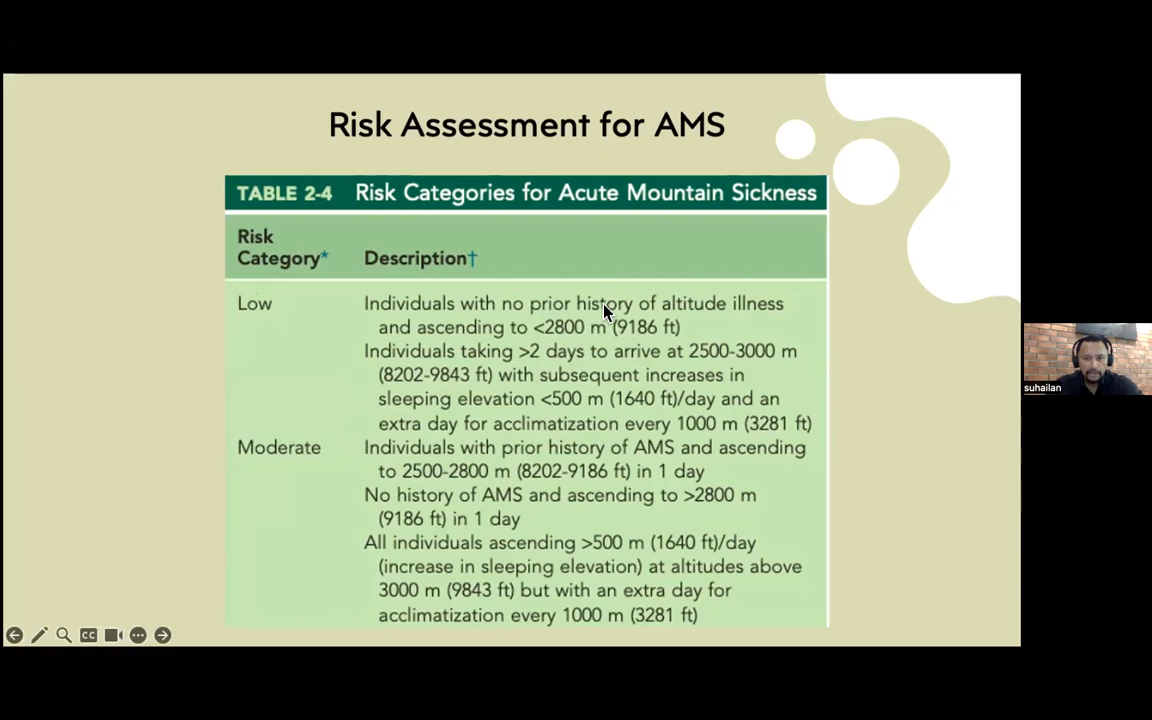 Risk Assessment for AMS
TABLE 2-4 Risk Categories for Acute Mountain Sickness
Risk
Category* Description†
Low Individuals with no prior history of altitude illness
and ascending to <2800 m (9186 ft)
Individuals taking >2 days to arrive at 2500-3000 m
(8202-9843 ft) with subsequent increases in
sleeping elevation <500 m (1640 ft)/day and an
extra day for acclimatization every 1000 m (3281 ft)
Moderate Individuals with prior history of AMS and ascending
to 2500-2800 m (8202-9186 ft) in 1 day
No history of AMS and ascending to >2800 m
(9186 ft) in 1 day
All individuals ascending >500 m (1640 ft)/day
(increase in sleeping elevation) at altitudes above
3000 m (9843 ft) but with an extra day for
acclimatization every 1000 m (3281 ft)
CC
suhailan